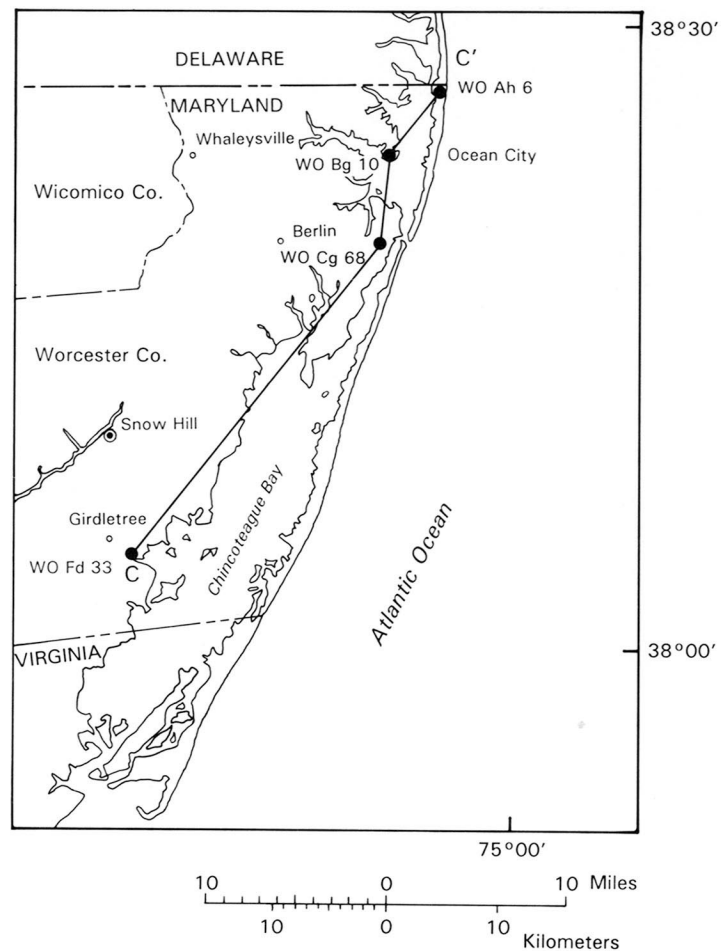 38°30′
DELAWARE
C′
WO Ah 6
MARYLAND
Whaleysville
Ocean City
WO Bg 10
Wicomico Co.
Berlin
WO Cg 68
Worcester Co.
Snow Hill
Chincoteague Bay
Girdletree
Atlantic Ocean
WO Fd 33
C
VIRGINIA
38°00′
75°00′
10 0 10 Miles
10 0 10
Kilometers